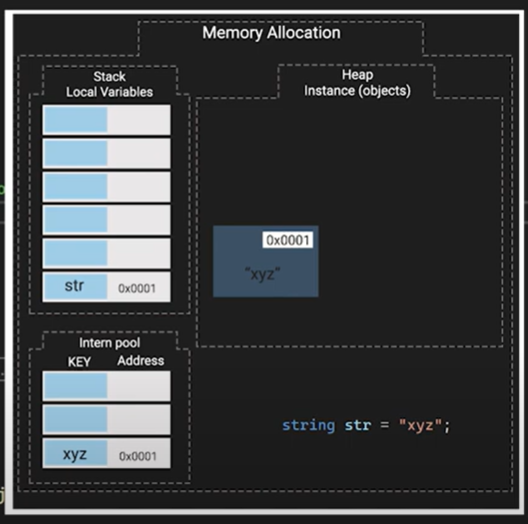 Memory Allocation
Stack
Local Variables
Heap
Instance (objects)
0x0001
"xyz"
str 0x0001
Intern pool
KEY Address
xyz 0x0001
string str = "xyz";